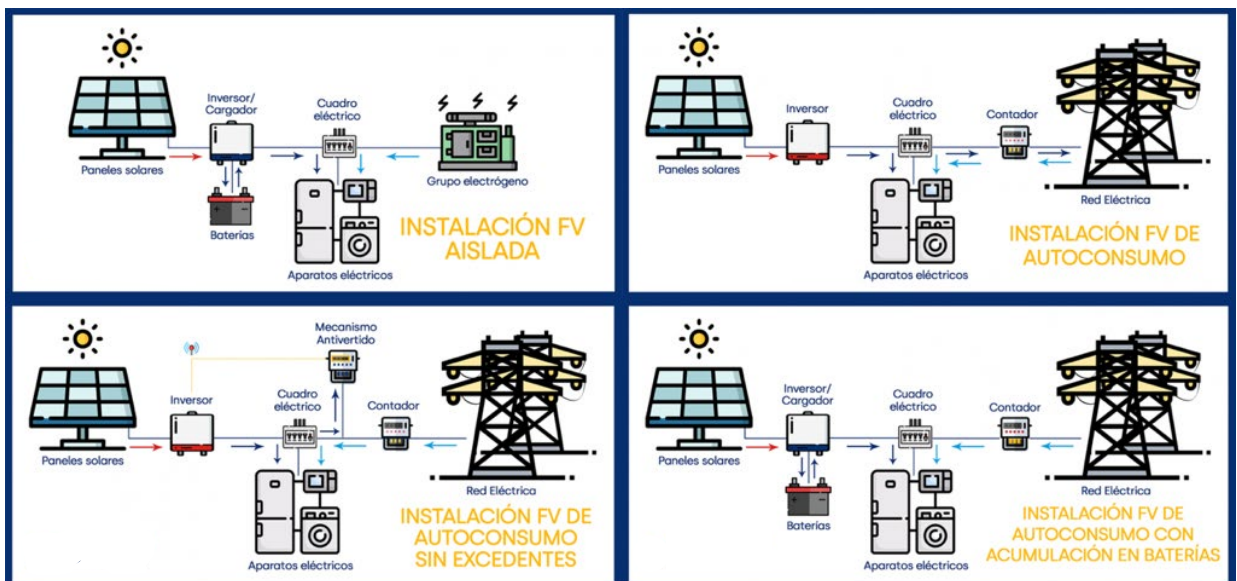 Inversor/
Cargador
Cuadro
eléctrico
Paneles solares
Grupo electrógeno
Baterías
Aparatos eléctricos
INSTALACIÓN FV
AISLADA
Inversor
Cuadro
eléctrico
Contador
Paneles solares
Red Eléctrica
Aparatos eléctricos
INSTALACIÓN FV DE
AUTOCONSUMO
Mecanismo
Antivertido
Inversor
Cuadro
eléctrico
Contador
Paneles solares
Red Eléctrica
Aparatos eléctricos
INSTALACIÓN FV DE
AUTOCONSUMO
SIN EXCEDENTES
Inversor/
Cargador
Cuadro
eléctrico
Contador
Paneles solares
Red Eléctrica
Baterías
Aparatos eléctricos
INSTALACIÓN FV DE
AUTOCONSUMO CON
ACUMULACIÓN EN BATERÍAS